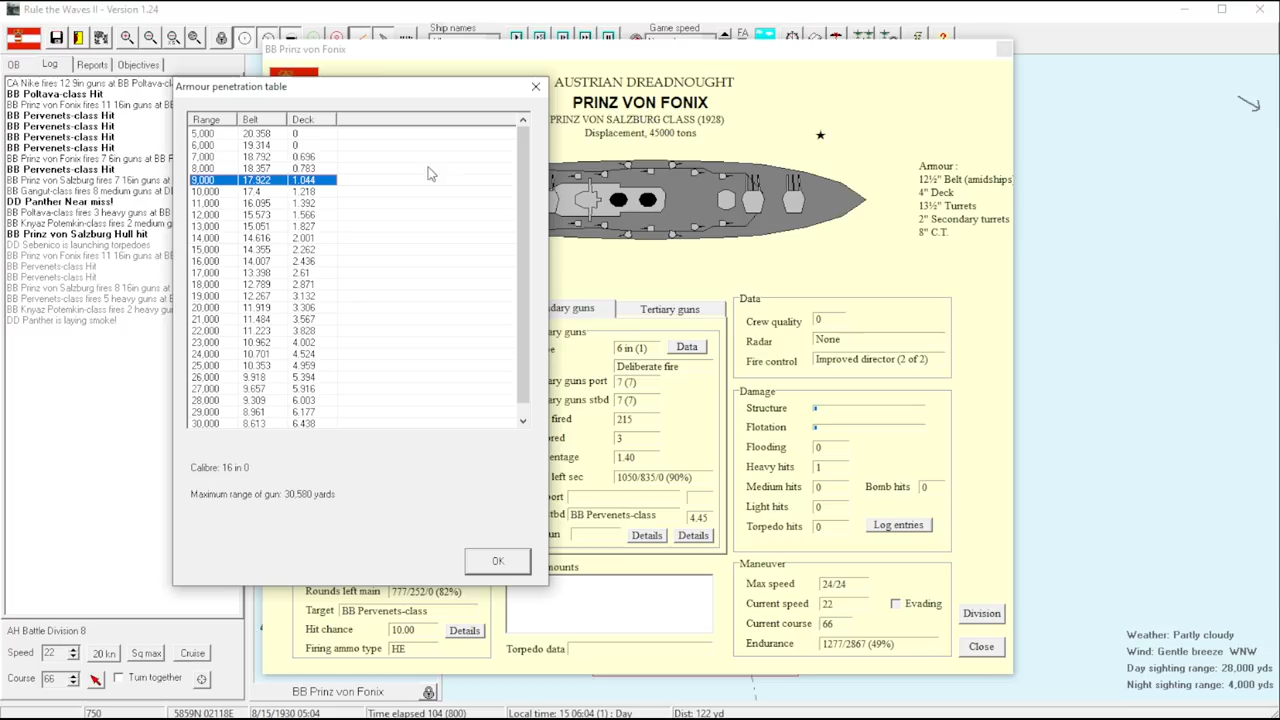 Rule the Waves II - Version 1.24
Ship names
Game speed
EA
OB Log Reports Objectives
CA Nike fires 12 9in guns at BB Poltava-cl
BB Poltava-class Hit
BB Prinz von Fonix fires 11 16in guns at B
BB Pervenets-class Hit
BB Pervenets-class Hit
BB Pervenets-class Hit
BB Pervenets-class Hit
BB Prinz von Fonix fires 7 6in guns at BB
BB Pervenets-class Hit
BB Prinz von Salzburg fires 7 16in guns at
BB Gangut-class fires 8 medium guns at D
DD Panther Near miss!
BB Poltava-class fires 3 heavy guns at BB
BB Knyaz Potemkin-class fires 2 medium g
BB Prinz von Salzburg Hull hit
DD Sebenico is launching torpedoes
BB Prinz von Fonix fires 11 16in guns at B
BB Pervenets-class Hit
BB Pervenets-class Hit
BB Prinz von Salzburg fires 8 16in guns at
BB Pervenets-class fires 5 heavy guns at B
BB Knyaz Potemkin-class fires 2 heavy gu
DD Panther is laying smoke!
AH Battle Division 8
Speed 22 20 kn Sq max Cruise
Course 66 Turn together
BB Prinz von Fonix
Armour penetration table
Range Belt Deck
5,000 20.358 0
6,000 19.314 0
7,000 18.792 0.696
8,000 18.357 0.783
9,000 17.922 1.044
10,000 17.4 1.218
11,000 16.095 1.392
12,000 15.573 1.566
13,000 15.051 1.827
14,000 14.616 2.001
15,000 14.355 2.262
16,000 14.007 2.436
17,000 13.398 2.61
18,000 12.789 2.871
19,000 12.267 3.132
20,000 11.919 3.306
21,000 11.484 3.567
22,000 11.223 3.828
23,000 10.962 4.002
24,000 10.701 4.524
25,000 10.353 4.959
26,000 9.918 5.394
27,000 9.657 5.916
28,000 9.309 6.003
29,000 8.961 6.177
30,000 8.613 6.438
Calibre: 16 in 0
Maximum range of gun: 30,580 yards
OK
AUSTRIAN DREADNOUGHT
PRINZ VON FONIX
PRINZ VON SALZBURG CLASS (1928)
Displacement, 45000 tons
Armour :
12½" Belt (amidships)
4" Deck
13½" Turrets
2" Secondary turrets
8" C.T.
dary guns Tertiary guns
ary guns
pe 6 in (1) Data
Deliberate fire
ary guns port 7 (7)
ary guns stbd 7 (7)
fired 215
ored 3
entage 1.40
left sec 1050/835/0 (90%)
port
tbd BB Pervenets-class 4.45
un Details Details
mounts
Torpedo data
Rounds left main 777/252/0 (82%)
Target BB Pervenets-class
Hit chance 10.00 Details
Firing ammo type HE
Data
Crew quality 0
Radar None
Fire control Improved director (2 of 2)
Damage
Structure
Flotation
Flooding 0
Heavy hits 1
Medium hits 0 Bomb hits 0
Light hits 0
Torpedo hits 0 Log entries
Maneuver
Max speed 24/24
Current speed 22 Evading
Current course 66
Endurance 1277/2867 (49%)
Division
Close
BB Prinz von Fonix
Weather: Partly cloudy
Wind: Gentle breeze WNW
Day sighting range: 28,000 yds
Night sighting range: 4,000 yds
750 5859N 02118E 8/15/1930 05:04 Time elapsed 104 (800) Local time: 15 06:04 () : Day Dist: 122 yd